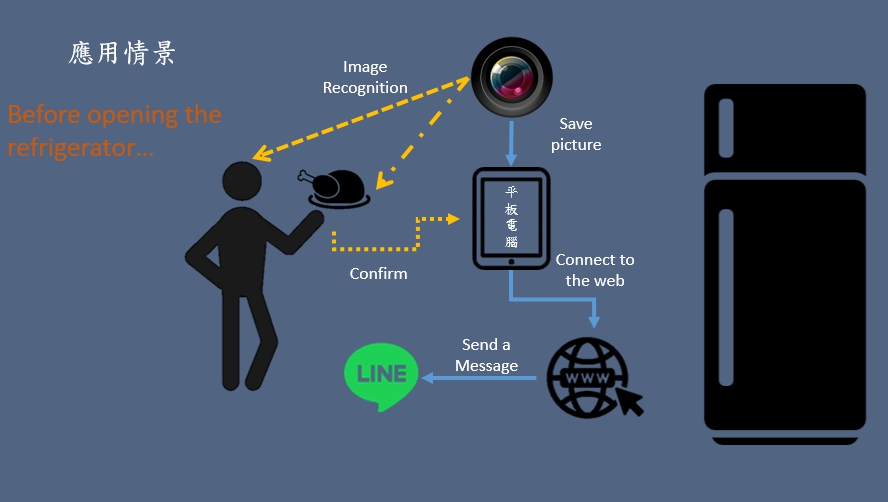 應用情景
Before opening the
refrigerator...
Image
Recognition
Save
picture
平板電腦
Confirm
Connect to
the web
Send a
Message
LINE
WWW